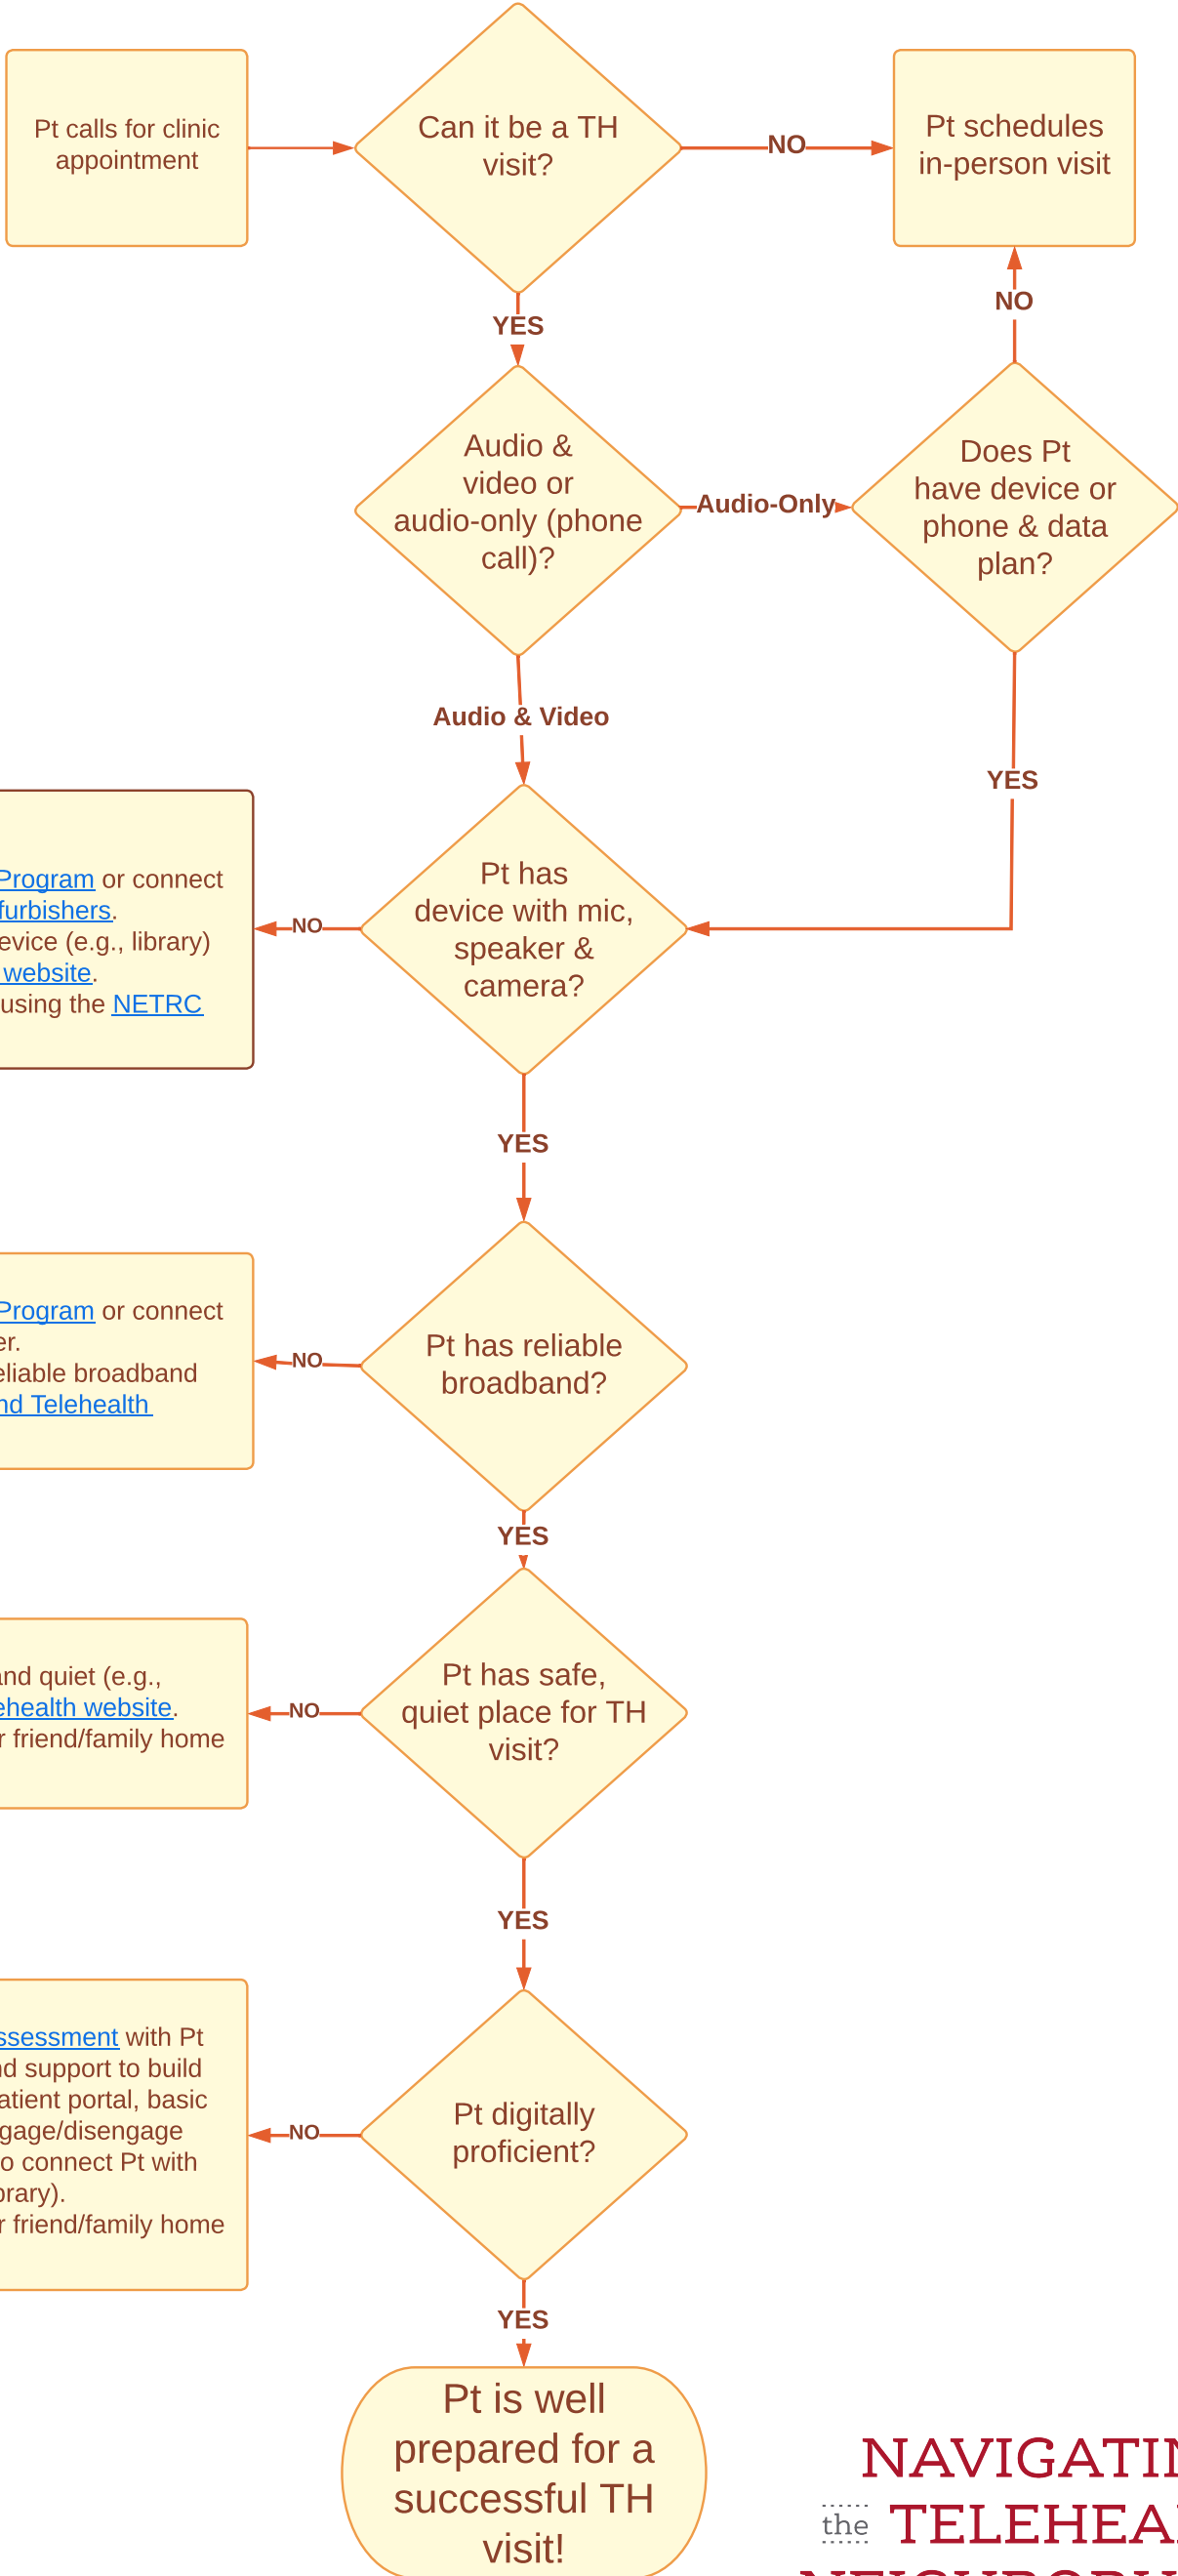 Pt calls for clinic
appointment
Can it be a TH
visit?
NO
Pt schedules
in-person visit
YES
NO
Audio &
video or
audio-only (phone
call)?
Audio-Only
Does Pt
have device or
phone & data
plan?
Audio & Video
YES
Program or connect
furbishers.
evice (e.g., library)
website.
using the NETRC
NO
Pt has
device with mic,
speaker &
camera?
YES
Program or connect
er.
eliable broadband
nd Telehealth
NO
Pt has reliable
broadband?
YES
and quiet (e.g.,
ehealth website.
r friend/family home
NO
Pt has safe,
quiet place for TH
visit?
YES
ssessment with Pt
nd support to build
atient portal, basic
gage/disengage
o connect Pt with
brary).
r friend/family home
NO
Pt digitally
proficient?
YES
Pt is well
prepared for a
successful TH
visit!
NAVIGATIN
the TELEHEA